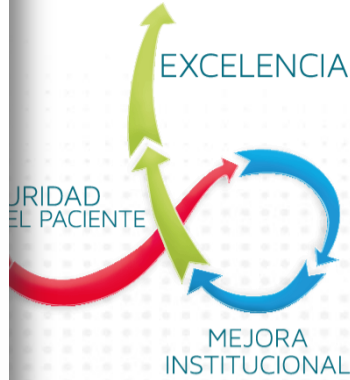 EXCELENCIA
URIDAD
EL PACIENTE
MEJORA
INSTITUCIONAL